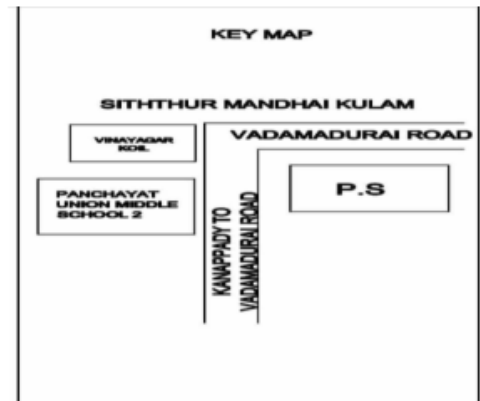 KEY MAP
SITHTHUR MANDHAI KULAM
VADAMADURAI ROAD
VINAYAGAR
KOIL
P.S
PANCHAYAT
UNION MIDDLE
SCHOOL 2
KANAPPADY TO
VADAMADURAI ROAD